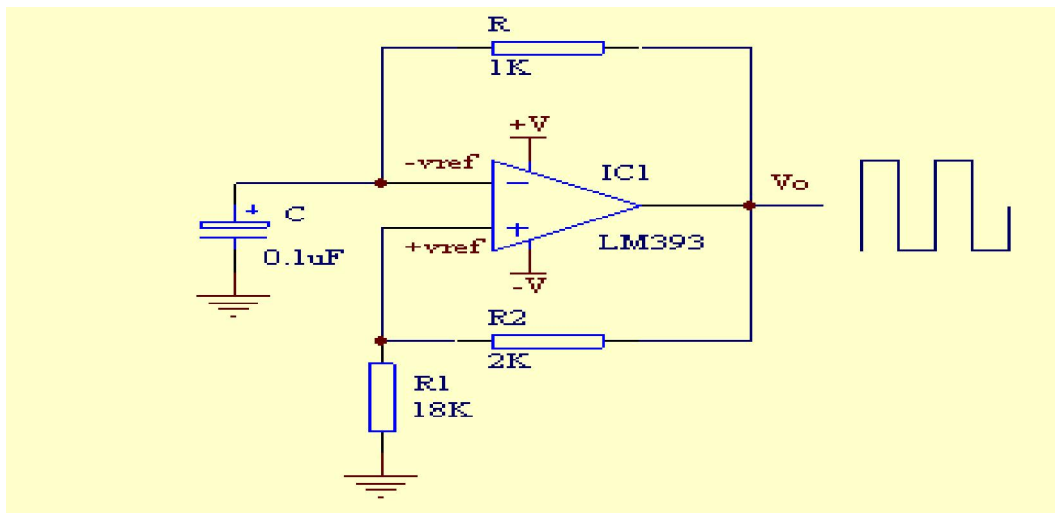 R
1K
+V
-vref
IC1
Vo
C
+vref
LM393
0.1uF
-V
R2
2K
R1
18K